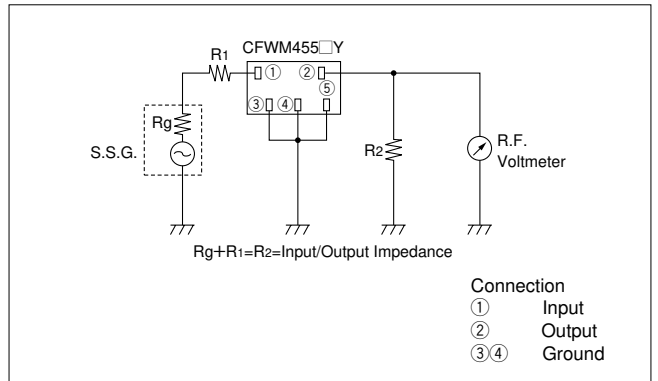 CFWM455□Y
R1
① ②
⑤
③ ④
Rg
S.S.G.
R2
R.F.
Voltmeter
Rg+R1=R2=Input/Output Impedance
Connection
① Input
② Output
③④ Ground